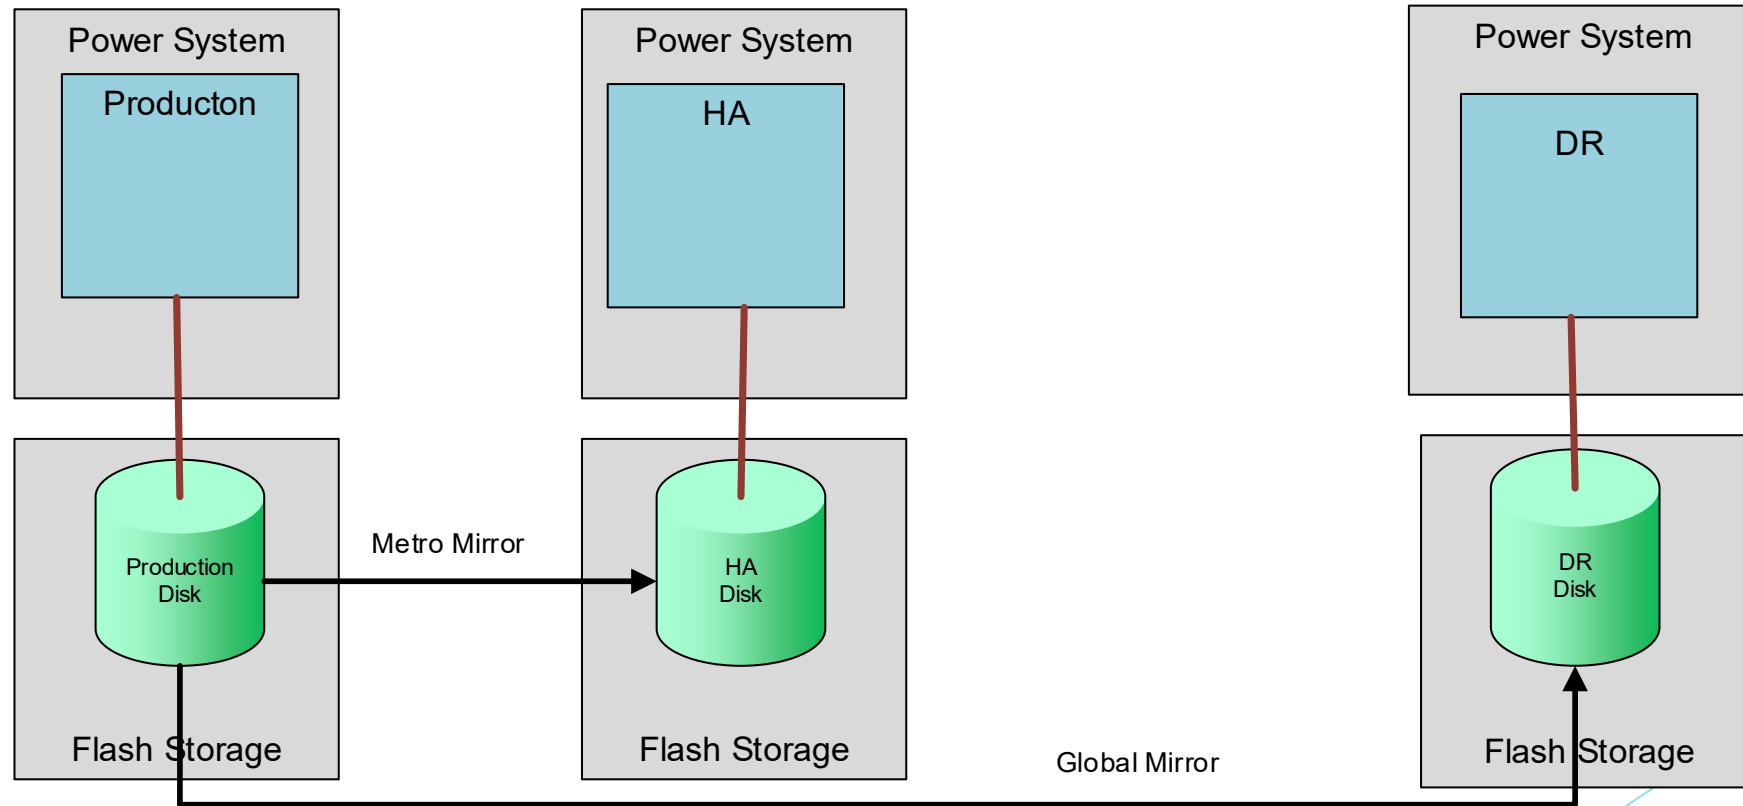 Power System
Producton
Power System
HA
Power System
DR
Production
Disk
Metro Mirror
HA
Disk
DR
Disk
Flash Storage
Flash Storage
Global Mirror
Flash Storage